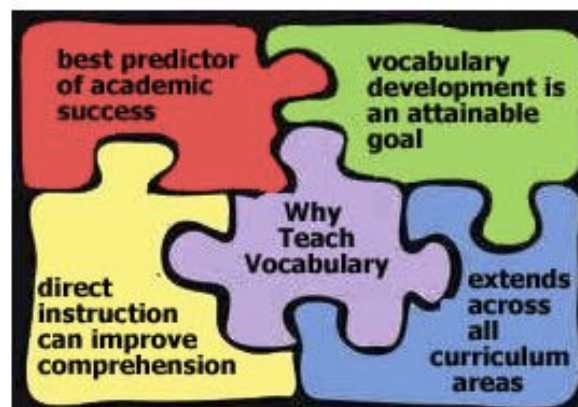 best predictor
of academic
success
vocabulary
development is
an attainable
goal
Why
Teach
Vocabulary
direct
instruction
can improve
comprehension
extends
across
all
curriculum
areas